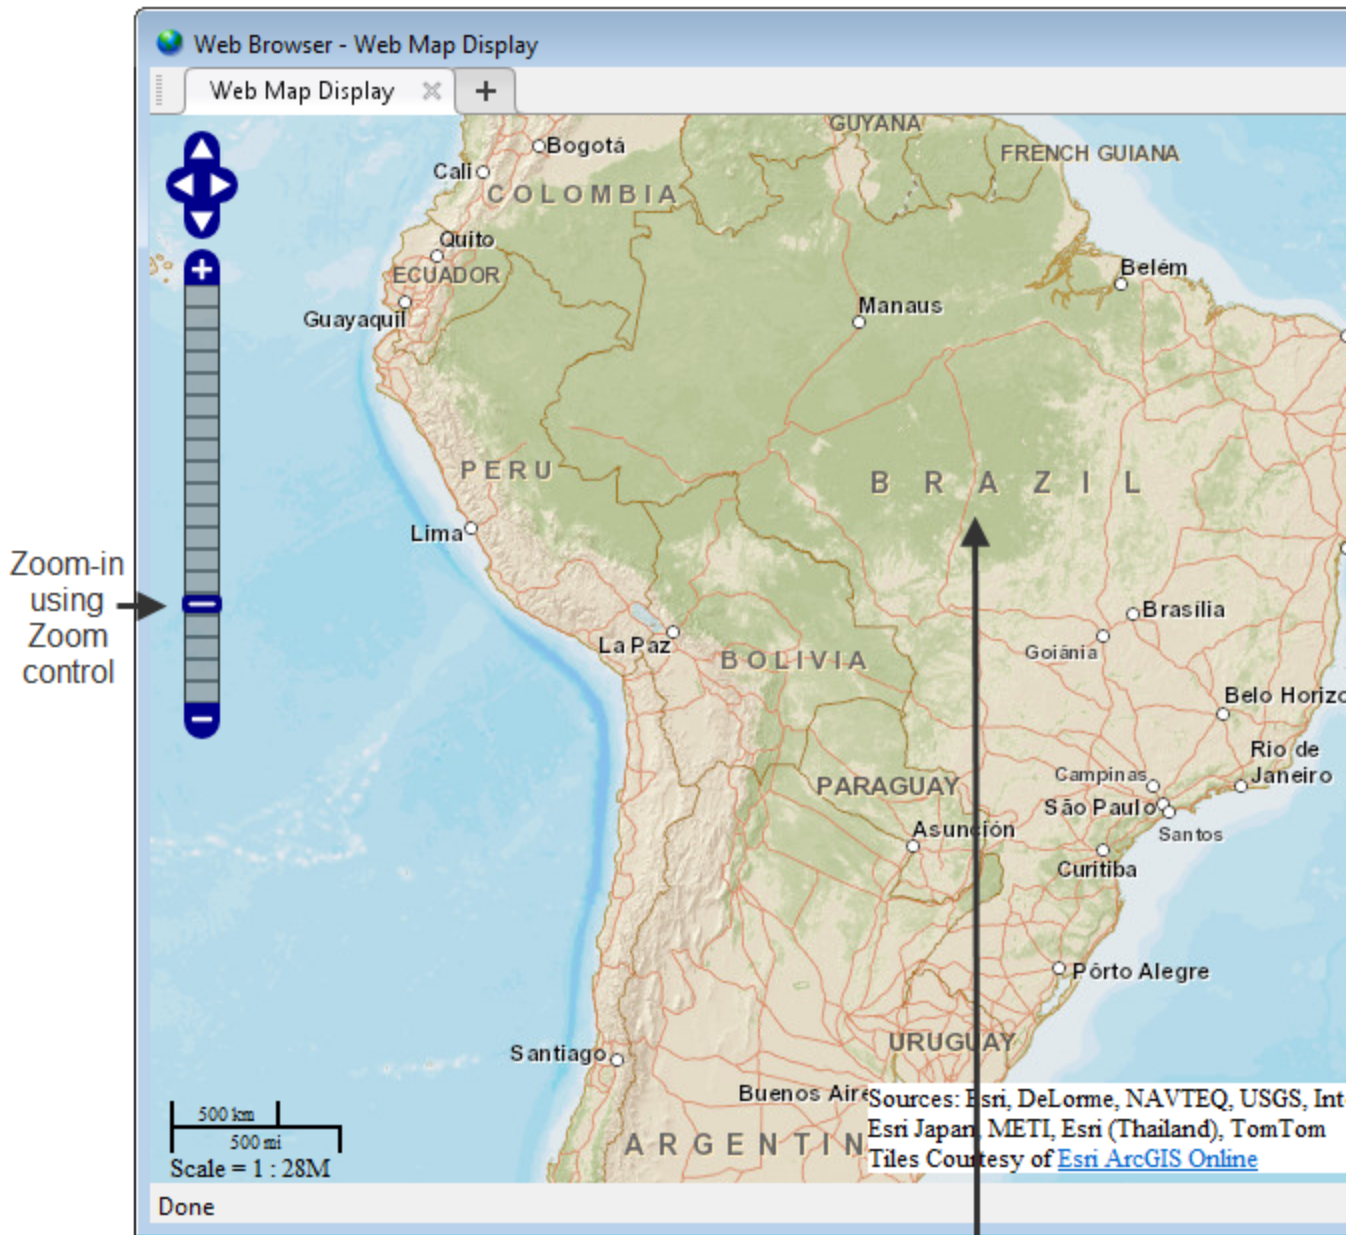 Web Browser - Web Map Display
Web Map Display
GUYANA
FRENCH GUIANA
Bogotá
Cali
COLOMBIA
Quito
ECUADOR
Guayaquil
Belém
Manaus
PERU
BRAZIL
Lima
Zoom-in
using
Zoom
control
Brasília
Goiânia
La Paz
BOLIVIA
Belo Horizo
Rio de
Janeiro
Campinas
PARAGUAY
São Paulo
Santos
Asunción
Curitiba
Pôrto Alegre
URUGUAY
Santiago
Buenos Aire
ARGENTIN
500 km
500 mi
Scale = 1 : 28M
Sources: Esri, DeLorme, NAVTEQ, USGS, Int
Esri Japan, METI, Esri (Thailand), TomTom
Tiles Courtesy of Esri ArcGIS Online
Done